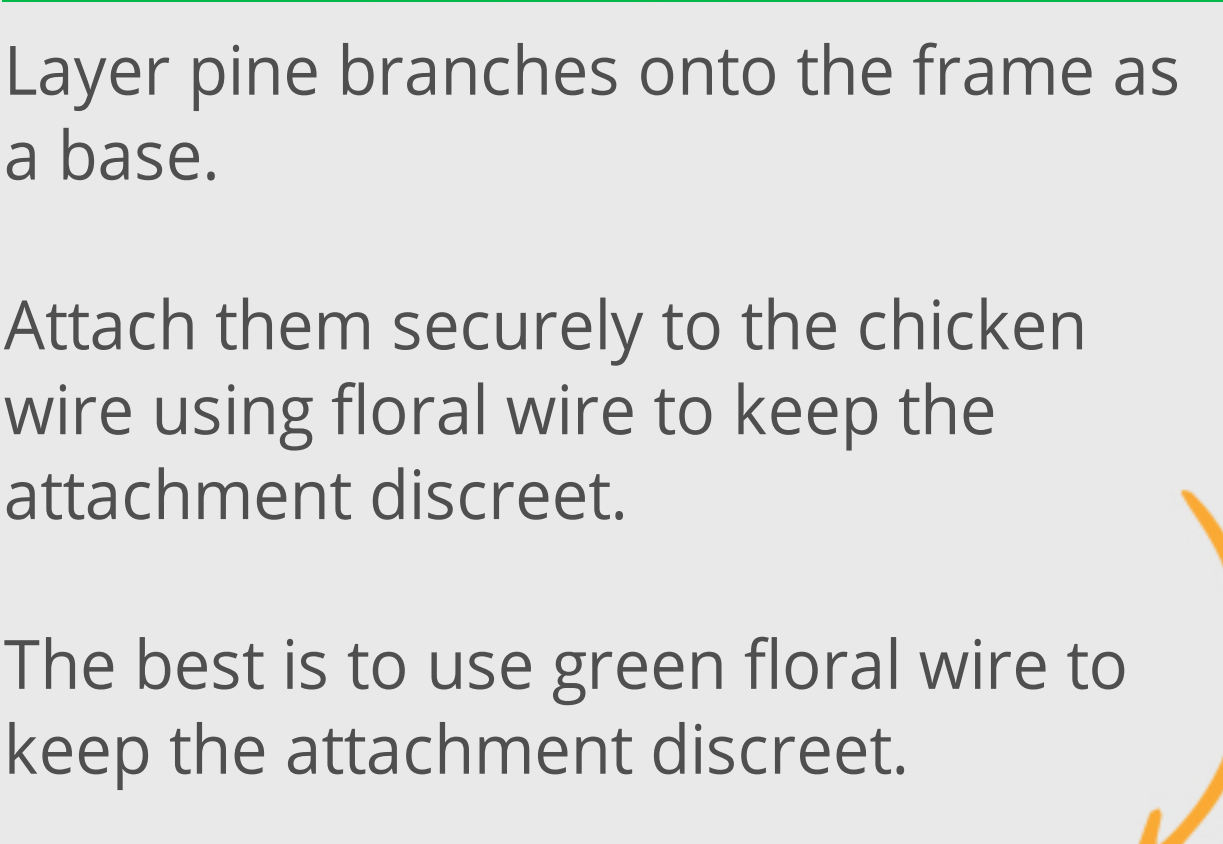 Layer pine branches onto the frame as
a base.
Attach them securely to the chicken
wire using floral wire to keep the
attachment discreet.
The best is to use green floral wire to
keep the attachment discreet.